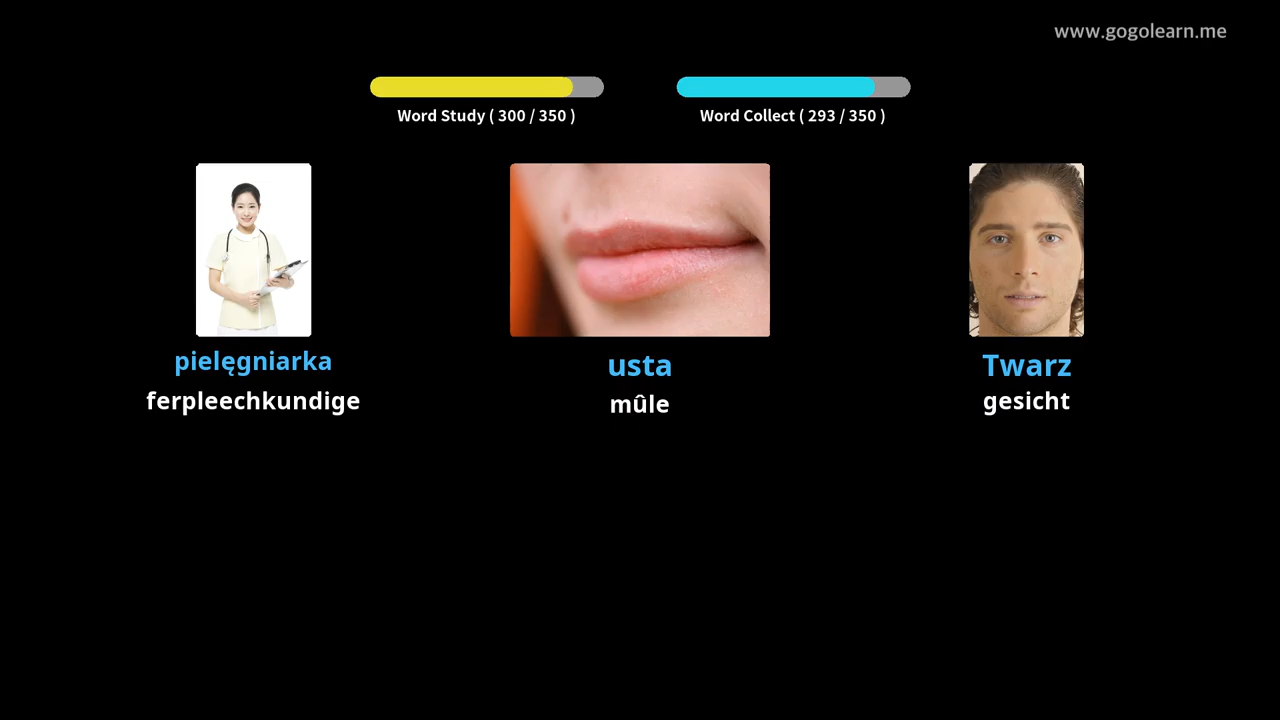 www.gogolearn.me
Word Study ( 300 / 350 )
Word Collect ( 293 / 350 )
pielęgniarka
usta
Twarz
ferpleechkundige
mûle
gesicht